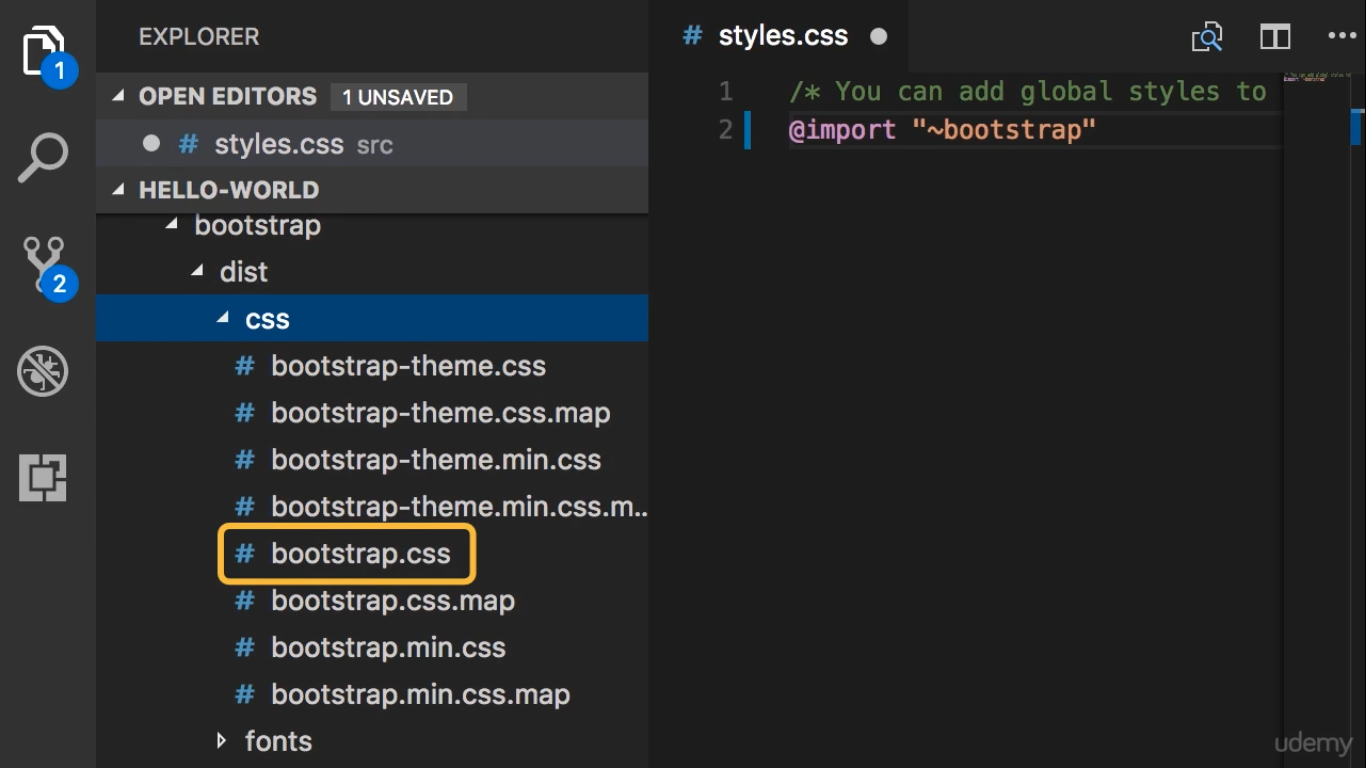 1
2
EXPLORER
OPEN EDITORS 1 UNSAVED
# styles.css src
HELLO-WORLD
bootstrap
dist
css
# bootstrap-theme.css
# bootstrap-theme.css.map
# bootstrap-theme.min.css
# bootstrap-theme.min.css.m...
# bootstrap.css
# bootstrap.css.map
# bootstrap.min.css
# bootstrap.min.css.map
fonts
# styles.css
1 /* You can add global styles to
2 @import "~bootstrap"
udemy